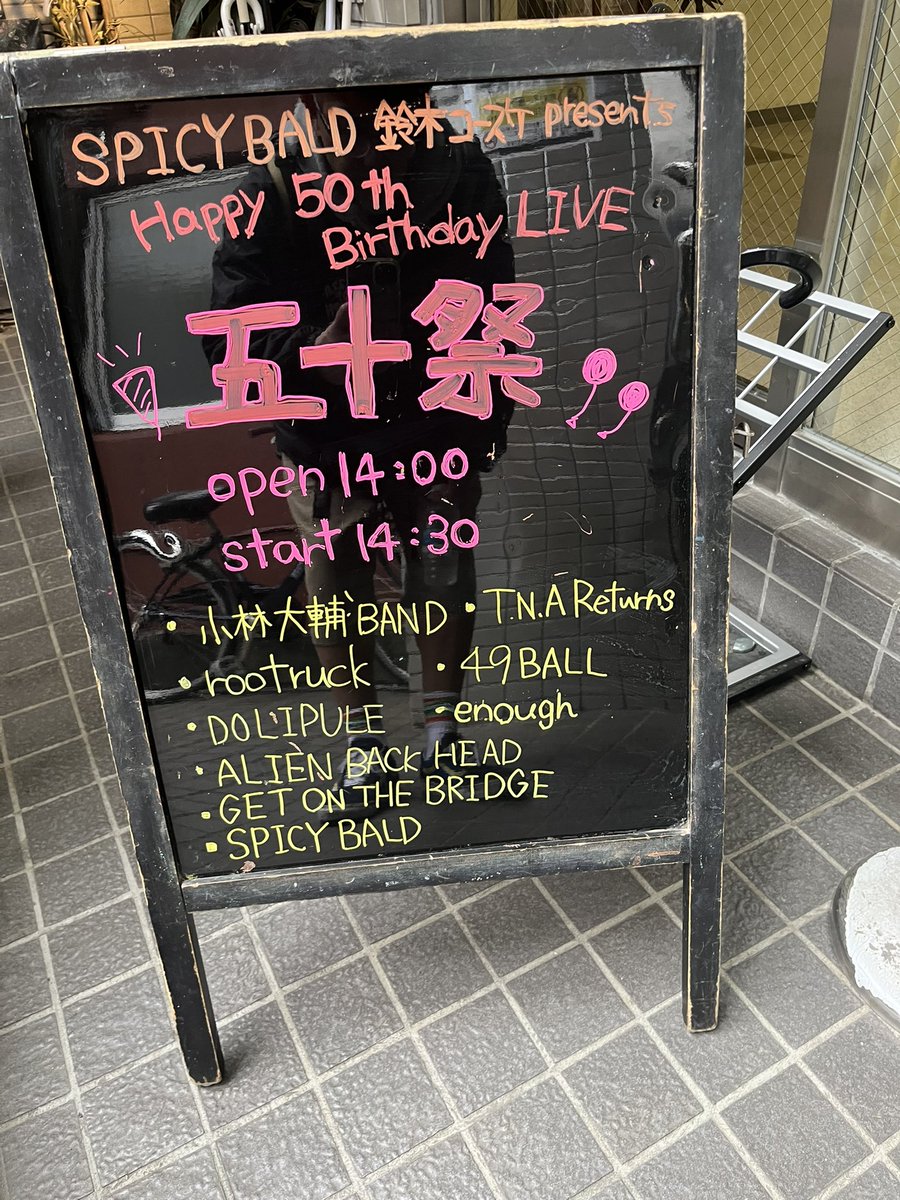 SPICY BALD 鈴木コースケ presents
Happy 50th
Birthday LIVE
五十祭
open 14:00
start 14:30
・小林大輔BAND ・T.N.A Returns
・rootruck ・49BALL
・DOLIPULE ・enough
・ALIEN BACK HEAD
・GET ON THE BRIDGE
・SPICY BALD